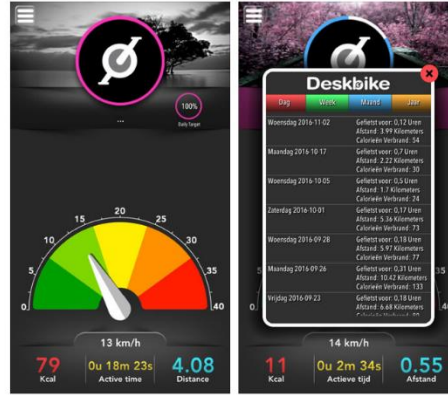 100%
Daily Target
...
0
5
10
15
20
25
30
35
40
13 km/h
79
Kcal
0u 18m 23s
Active time
4.08
Distance
Deskbike
Dag
Week
Maand
Jaar
Woensdag 2016-11-02
Gefietst voor: 0,12 Uren
Afstand: 3.99 Kilometers
Calorieën Verbrand: 54
Maandag 2016-10-17
Gefietst voor: 0,7 Uren
Afstand: 2.22 Kilometers
Calorieën Verbrand: 30
Woensdag 2016-10-05
Gefietst voor: 0,5 Uren
Afstand: 1.7 Kilometers
Calorieën Verbrand: 24
Zaterdag 2016-10-01
Gefietst voor: 0,17 Uren
Afstand: 5.36 Kilometers
Calorieën Verbrand: 73
Woensdag 2016-09-28
Gefietst voor: 0,18 Uren
Afstand: 5.97 Kilometers
Calorieën Verbrand: 77
Maandag 2016-09-26
Gefietst voor: 0,31 Uren
Afstand: 10.42 Kilometers
Calorieën Verbrand: 133
Vrijdag 2016-09-23
Gefietst voor: 0,18 Uren
Afstand: 6.68 Kilometers
Calorieën Verbrand:
5
0
40
14 km/h
11
Kcal
0u 2m 34s
Actieve tijd
0.55
Afstand